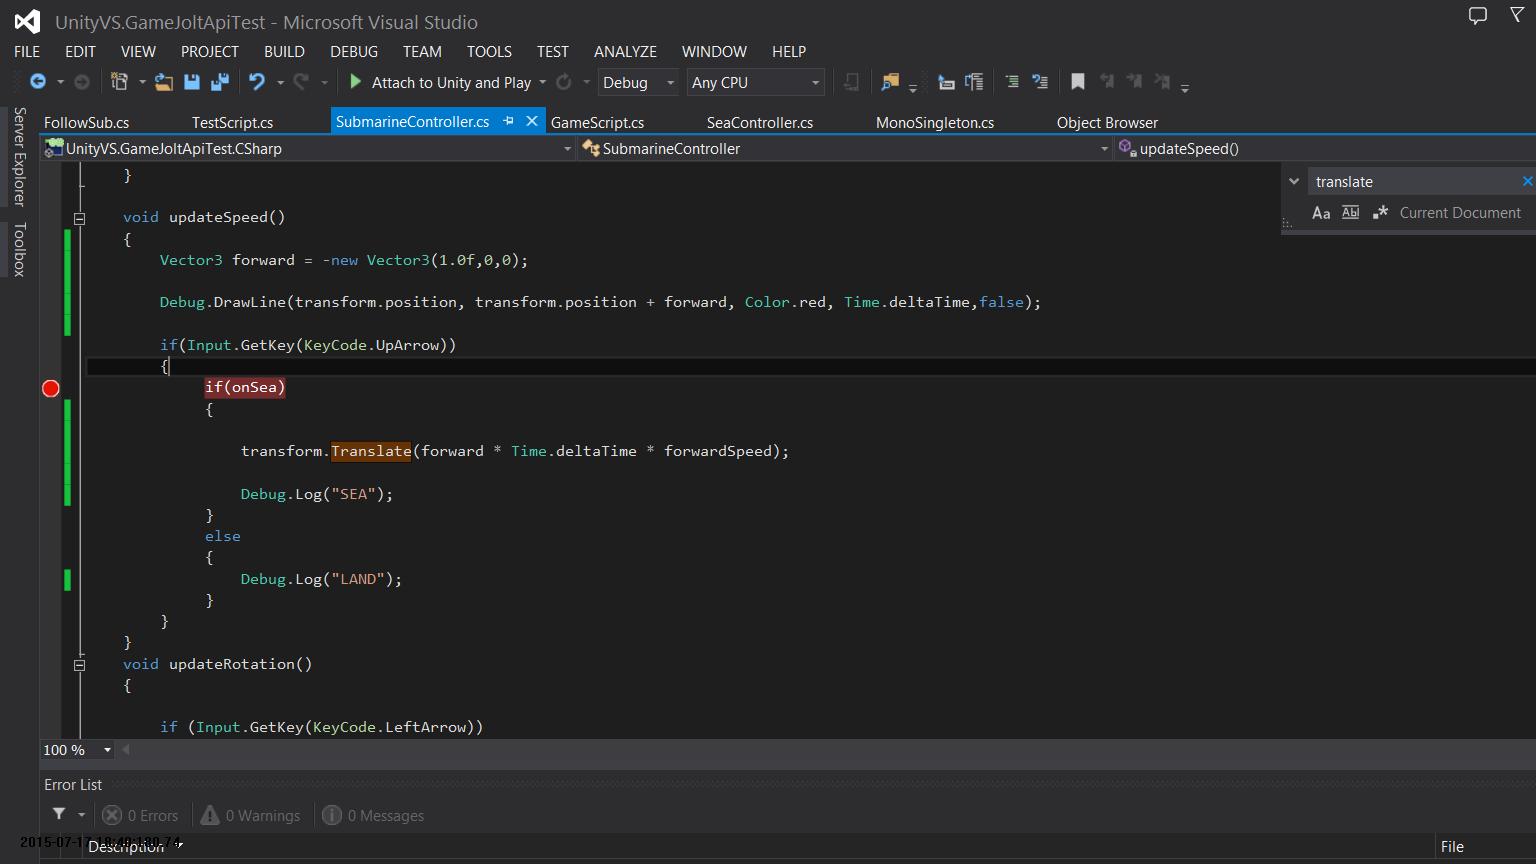 UnityVS.GameJoltApiTest - Microsoft Visual Studio
FILE EDIT VIEW PROJECT BUILD DEBUG TEAM TOOLS TEST ANALYZE WINDOW HELP
Attach to Unity and Play Debug Any CPU
Server Explorer
Toolbox
FollowSub.cs TestScript.cs SubmarineController.cs GameScript.cs SeaController.cs MonoSingleton.cs Object Browser
UnityVS.GameJoltApiTest.CSharp SubmarineController updateSpeed()
translate
Aa Abl .* Current Document
}
void updateSpeed()
{
Vector3 forward = -new Vector3(1.0f,0,0);
Debug.DrawLine(transform.position, transform.position + forward, Color.red, Time.deltaTime,false);
if(Input.GetKey(KeyCode.UpArrow))
{
if(onSea)
{
transform.Translate(forward * Time.deltaTime * forwardSpeed);
Debug.Log("SEA");
}
else
{
Debug.Log("LAND");
}
}
}
void updateRotation()
{
if (Input.GetKey(KeyCode.LeftArrow))
100 %
Error List
0 Errors 0 Warnings 0 Messages
Description File